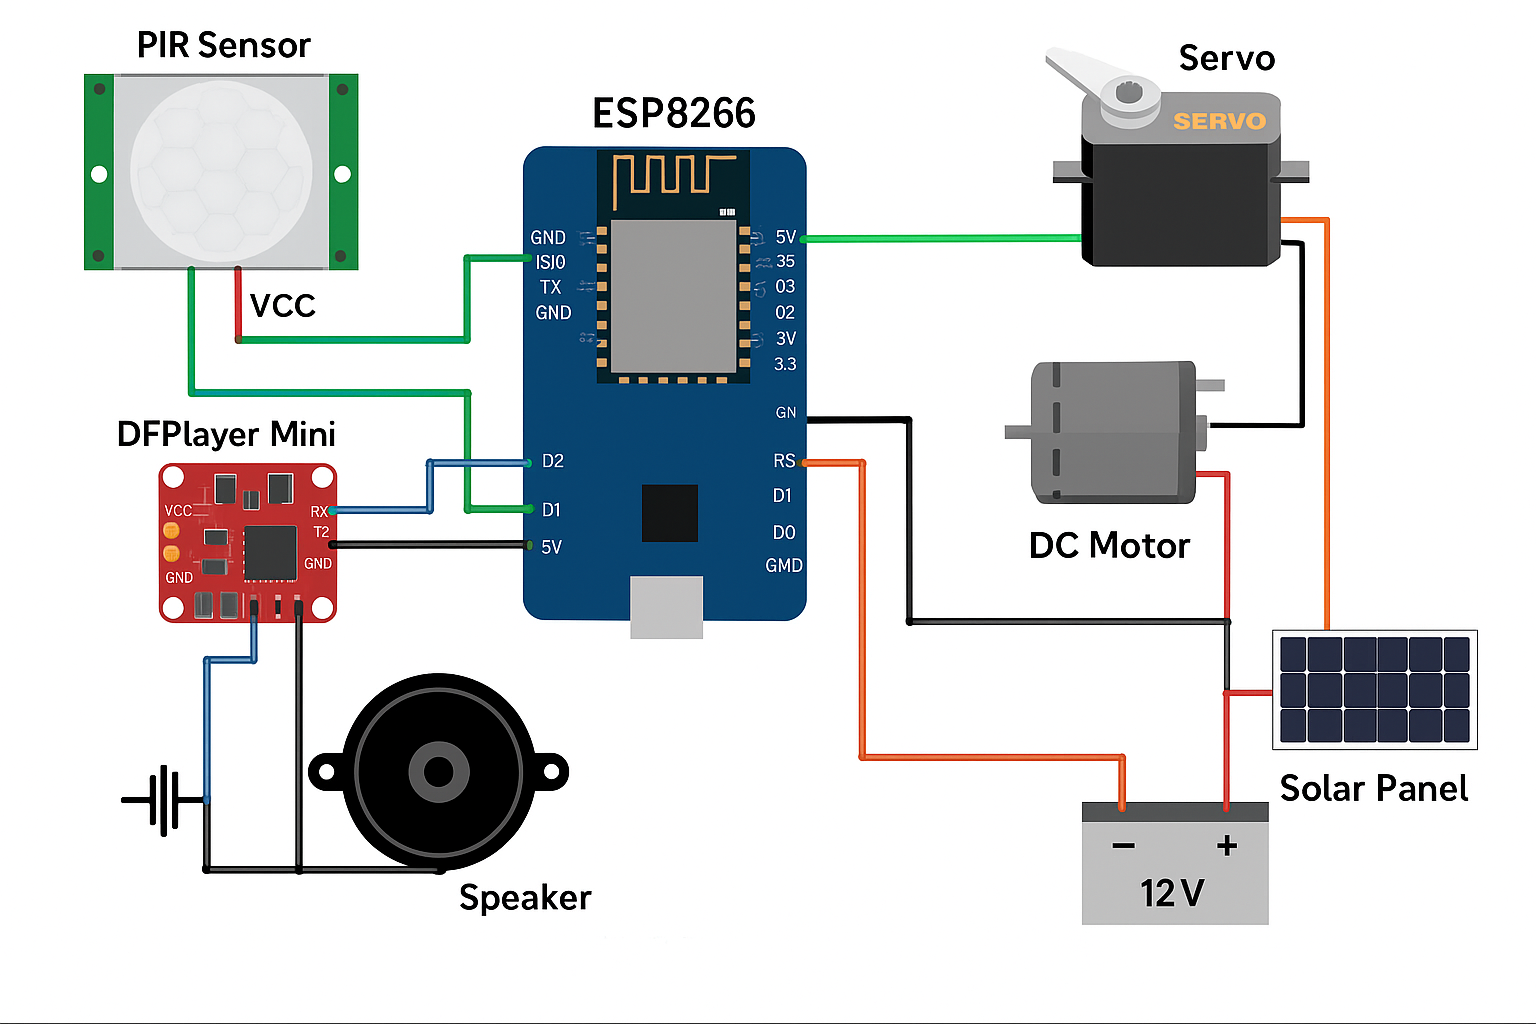 PIR Sensor
VCC
ESP8266
GND
ISI0
TX
GND
D2
D1
5V
5V
35
03
02
3V
3.3
GN
RS
D1
D0
GMD
Servo
SERVO
DC Motor
DFPlayer Mini
VCC
GND
RX
T2
GND
Speaker
Solar Panel
− +
12V